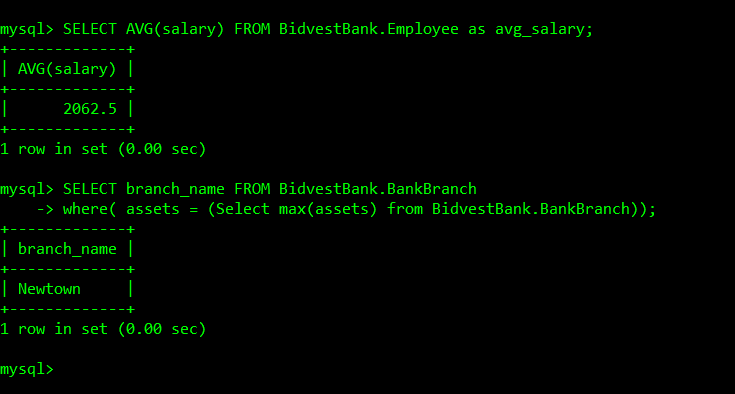 mysql> SELECT AVG(salary) FROM BidvestBank.Employee as avg_salary;
+-------------+
| AVG(salary) |
+-------------+
|      2062.5 |
+-------------+
1 row in set (0.00 sec)

mysql> SELECT branch_name FROM BidvestBank.BankBranch
    -> where( assets = (Select max(assets) from BidvestBank.BankBranch));
+-------------+
| branch_name |
+-------------+
| Newtown     |
+-------------+
1 row in set (0.00 sec)

mysql>